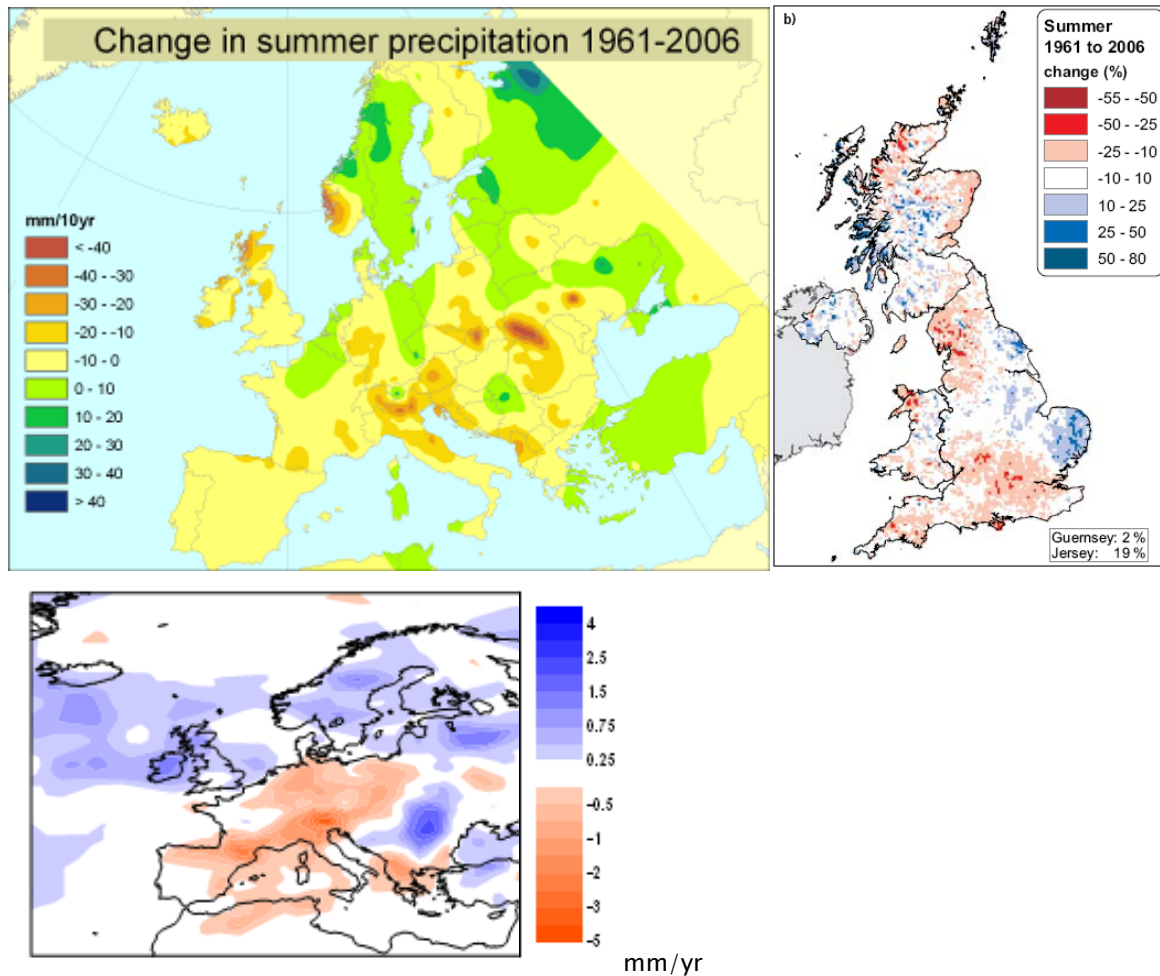 Change in summer precipitation 1961-2006
mm/10yr
< -40
-40 - -30
-30 - -20
-20 - -10
-10 - 0
0 - 10
10 - 20
20 - 30
30 - 40
> 40
b)
Summer
1961 to 2006
change (%)
-55 - -50
-50 - -25
-25 - -10
-10 - 10
10 - 25
25 - 50
50 - 80
Guernsey: 2 %
Jersey: 19 %
4
2.5
1.5
0.75
0.25
-0.5
-1
-2
-3
-5
mm/yr